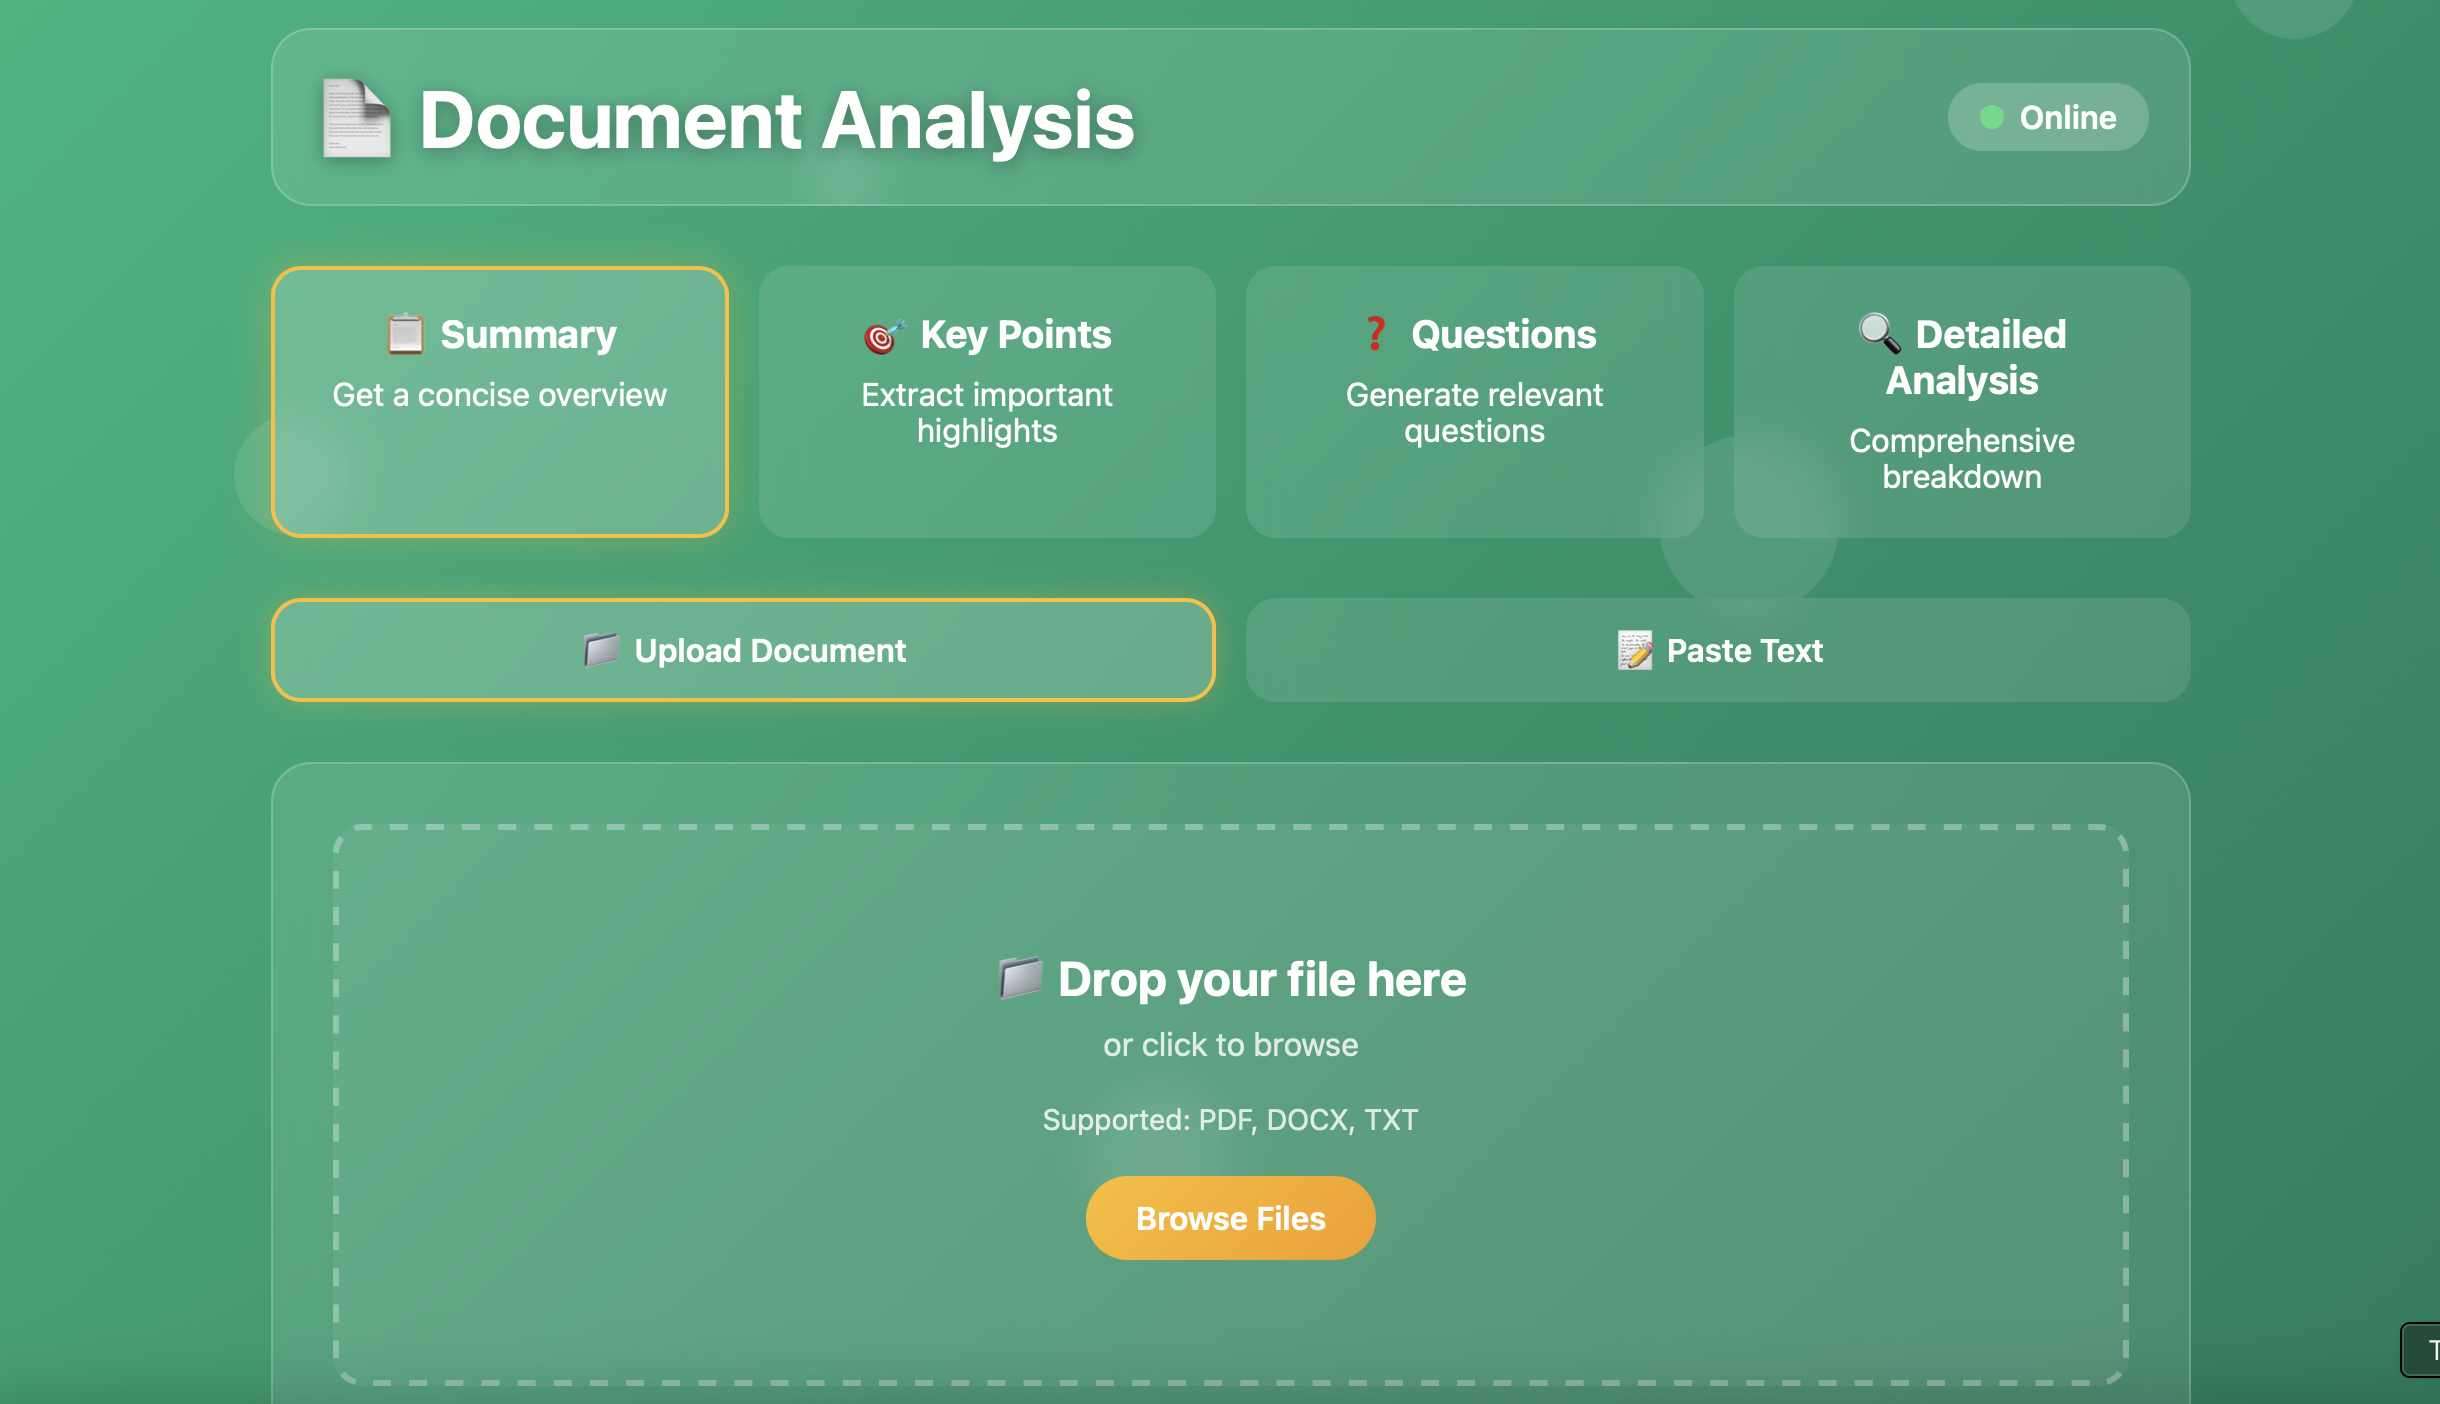 Document Analysis
Online
Summary
Get a concise overview
Key Points
Extract important
highlights
Questions
Generate relevant
questions
Detailed
Analysis
Comprehensive
breakdown
Upload Document
Paste Text
Drop your file here
or click to browse
Supported: PDF, DOCX, TXT
Browse Files